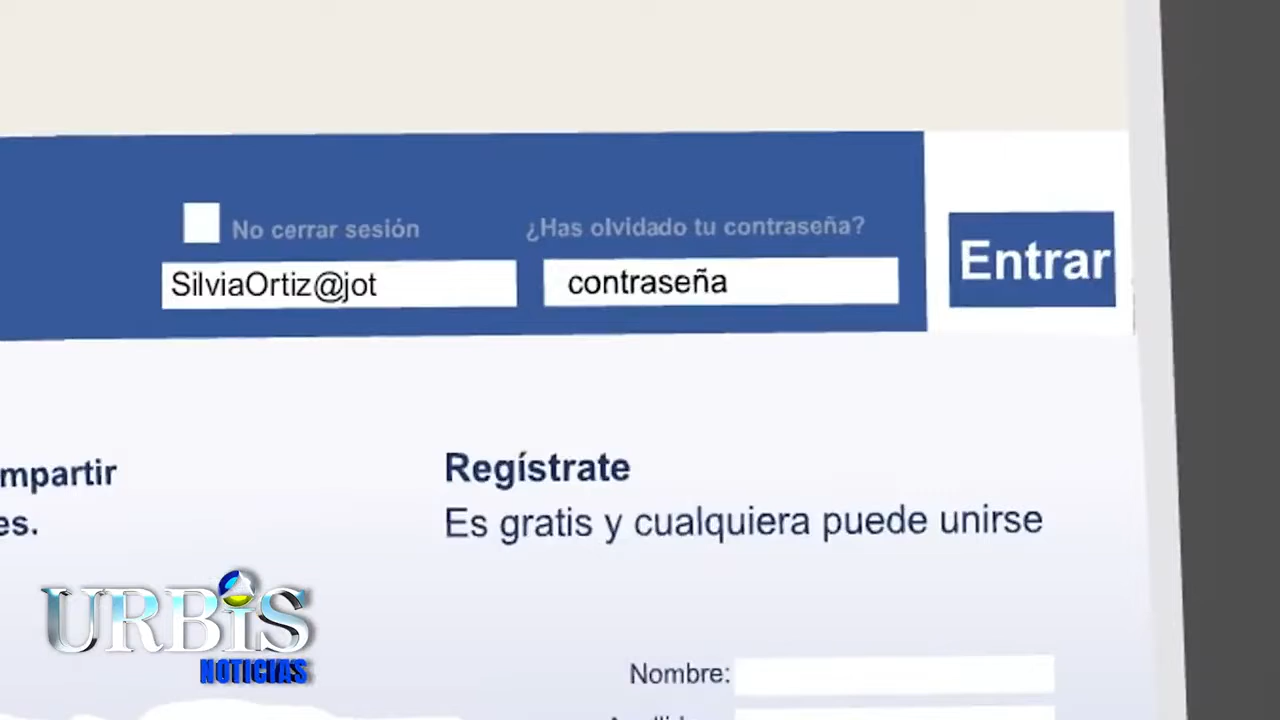 No cerrar sesión ¿Has olvidado tu contraseña?
SilviaOrtiz@jot contraseña Entrar
mpartir
es.
Regístrate
Es gratis y cualquiera puede unirse
Nombre:
URBiS
NOTICIAS